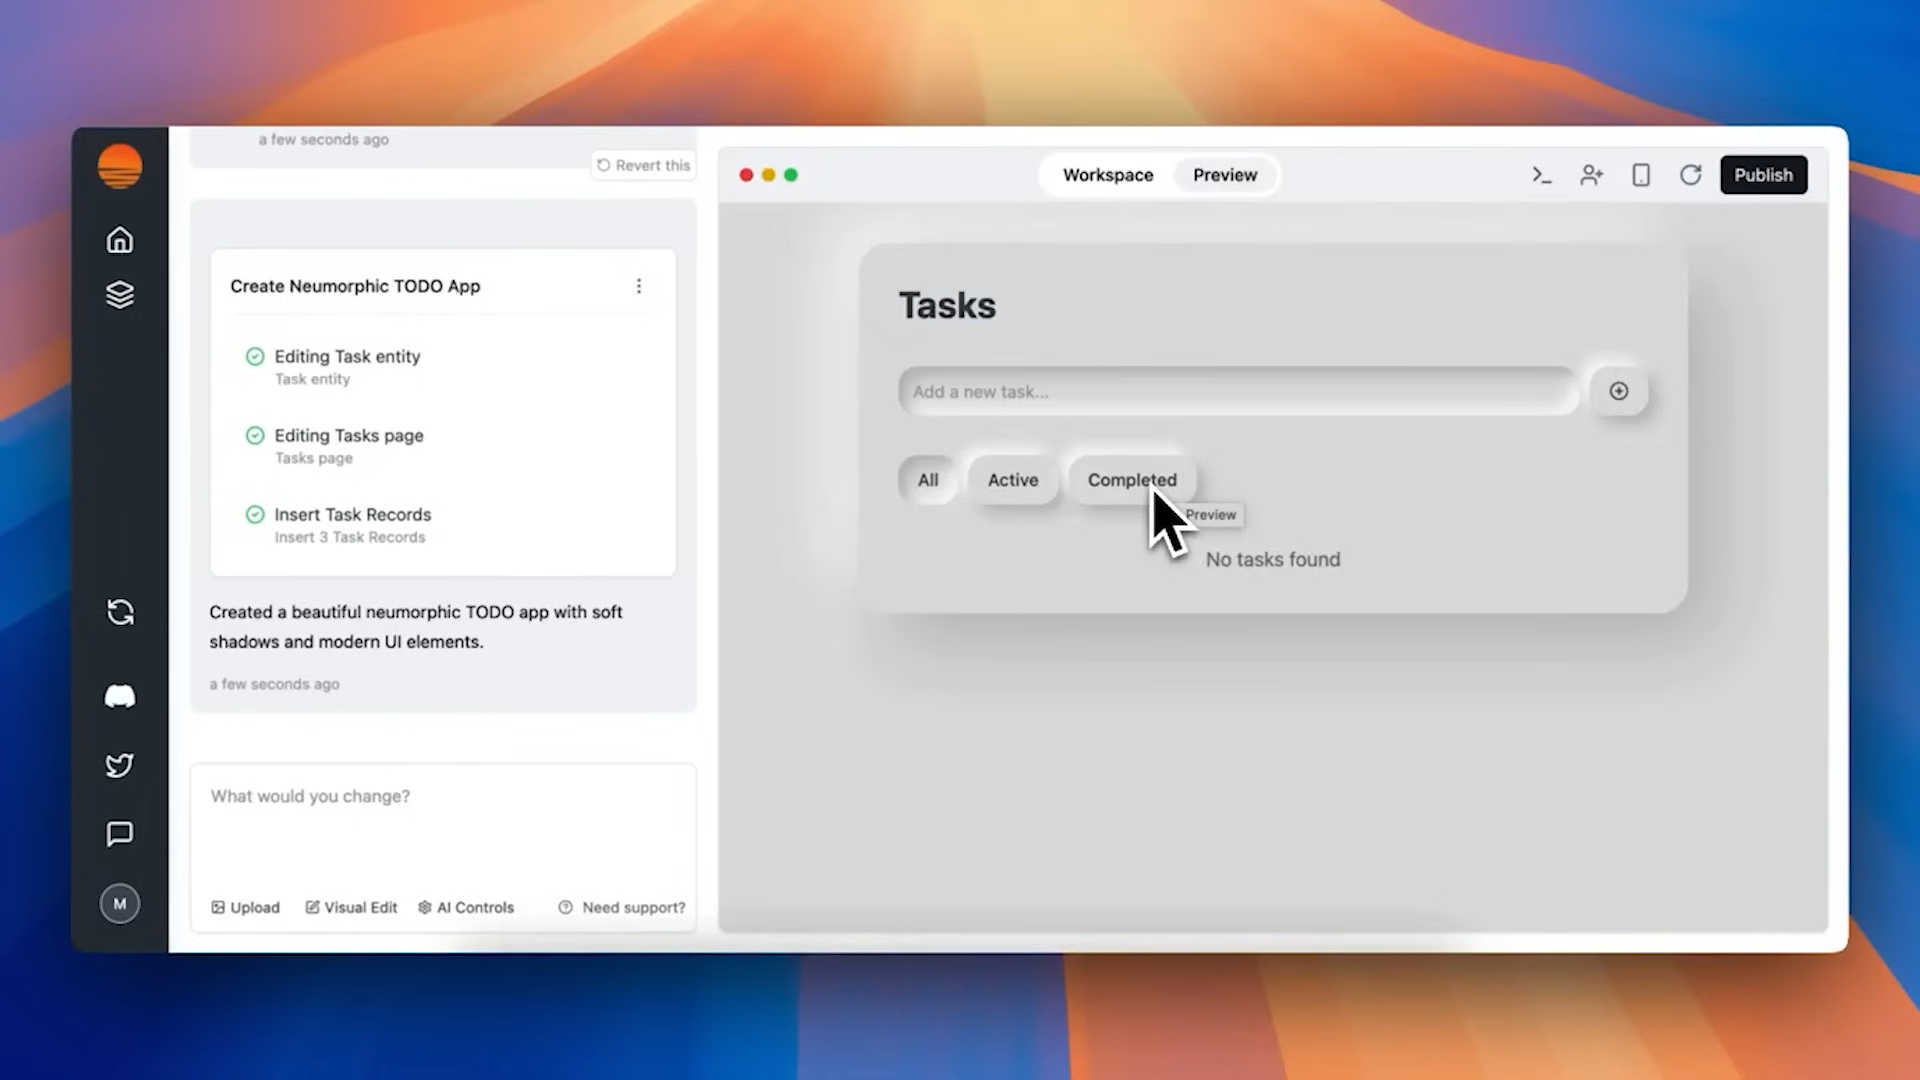 a few seconds ago
Revert this
Create Neumorphic TODO App
Editing Task entity
Task entity
Editing Tasks page
Tasks page
Insert Task Records
Insert 3 Task Records
Created a beautiful neumorphic TODO app with soft
shadows and modern UI elements.
a few seconds ago
What would you change?
Upload
Visual Edit
AI Controls
Need support?
M
Workspace
Preview
Publish
Tasks
Add a new task...
All
Active
Completed
Preview
No tasks found